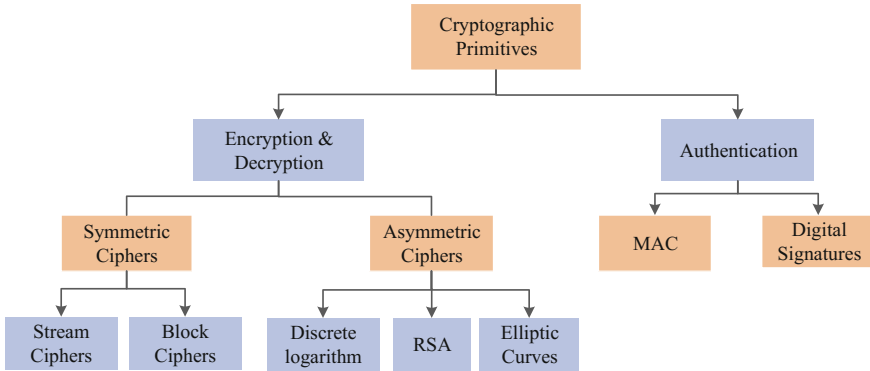 Cryptographic
Primitives
Encryption &
Decryption
Authentication
Symmetric
Ciphers
Asymmetric
Ciphers
MAC
Digital
Signatures
Stream
Ciphers
Block
Ciphers
Discrete
logarithm
RSA
Elliptic
Curves